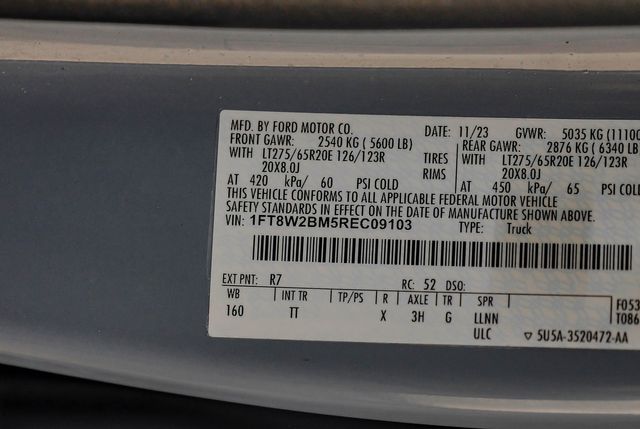 MFD. BY FORD MOTOR CO. DATE: 11/23 GVWR: 5035 KG (11100
FRONT GAWR: 2540 KG ( 5600 LB) REAR GAWR: 2876 KG ( 6340 LB)
WITH LT275/65R20E 126/123R TIRES WITH LT275/65R20E 126/123R
20X8.0J RIMS 20X8.0J
AT 420 kPa/ 60 PSI COLD AT 450 kPa/ 65 PSI COLD
THIS VEHICLE CONFORMS TO ALL APPLICABLE FEDERAL MOTOR VEHICLE
SAFETY STANDARDS IN EFFECT ON THE DATE OF MANUFACTURE SHOWN ABOVE.
VIN: 1FT8W2BM5REC09103 TYPE: Truck
EXT PNT: R7 RC: 52 DSO:
WB INT TR TP/PS R AXLE TR SPR F053
160 TT X 3H G LLNN T086
ULC ▽ 5U5A-3520472-AA